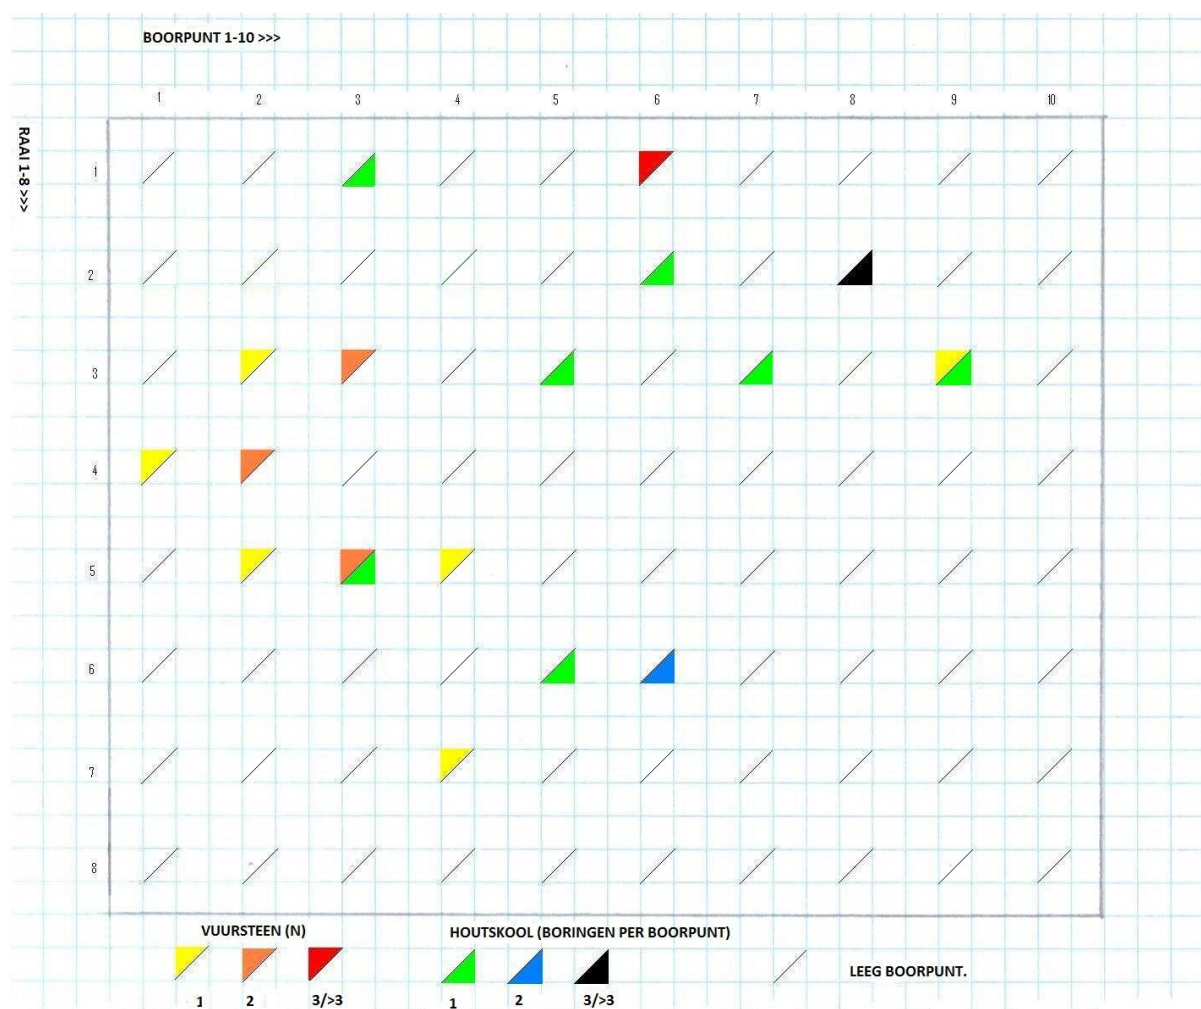 BOORPUNT 1-10 >>>
1 2 3 4 5 6 7 8 9 10
RAAI 1-8 >>>
1
2
3
4
5
6
7
8
VUURSTEEN (N) HOUTSKOOL (BORINGEN PER BOORPUNT)
LEEG BOORPUNT.
1 2 3/>3 1 2 3/>3